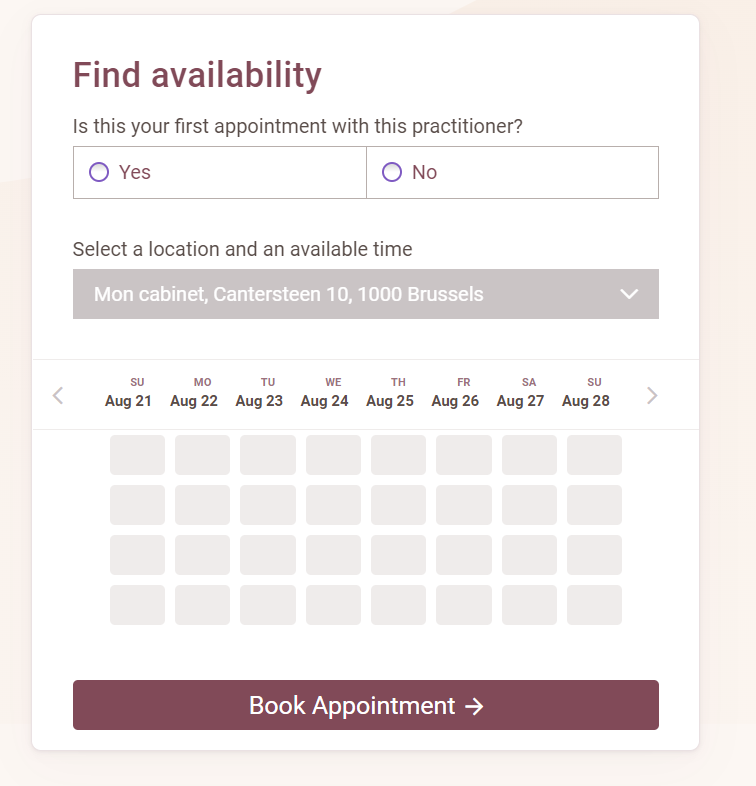 Find availability
Is this your first appointment with this practitioner?
Yes No
Select a location and an available time
Mon cabinet, Cantersteen 10, 1000 Brussels
SU MO TU WE TH FR SA SU
Aug 21 Aug 22 Aug 23 Aug 24 Aug 25 Aug 26 Aug 27 Aug 28
Book Appointment →